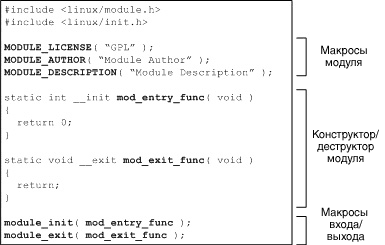 #include <linux/module.h>
#include <linux/init.h>
MODULE_LICENSE( “GPL” );
MODULE_AUTHOR( “Module Author” );
MODULE_DESCRIPTION( “Module Description” );
Макросы
модуля
static int __init mod_entry_func( void )
{
return 0;
}
static void __exit mod_exit_func( void )
{
return;
}
Конструктор/
деструктор
модуля
module_init( mod_entry_func );
module_exit( mod_exit_func );
Макросы
входа/
выхода